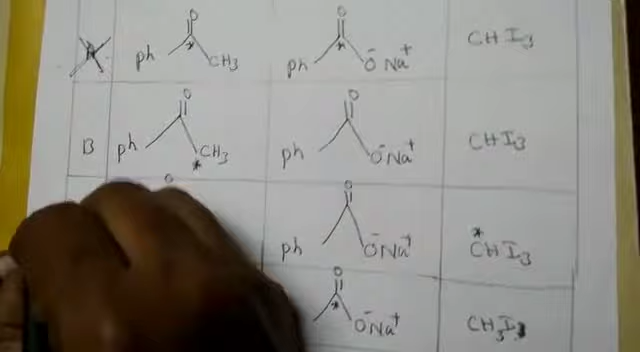 A ph O * CH3 ph O * O⁻Na⁺ CHI3
B ph O CH3 * ph O O⁻Na⁺ CHI3
O ph O O⁻Na⁺ *CHI3
O * O⁻Na⁺ CH3I